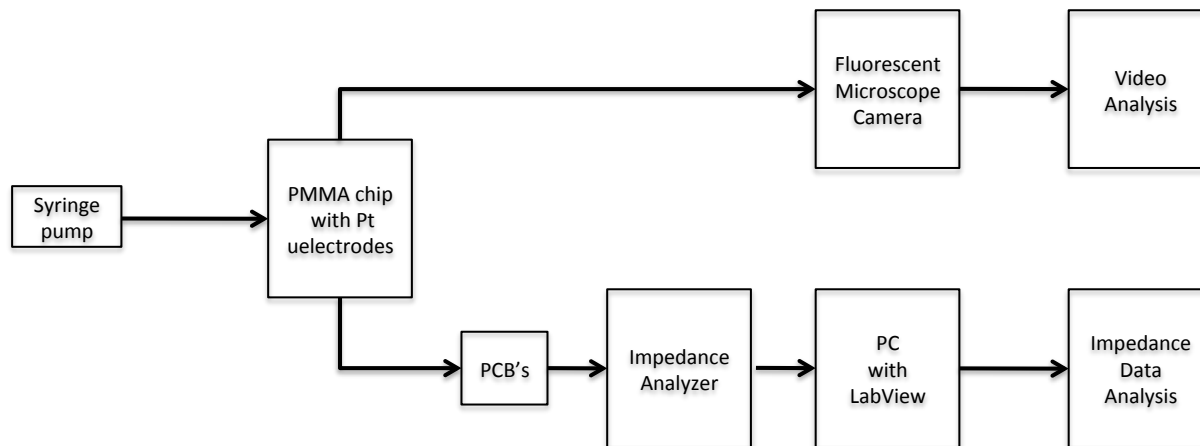 Syringe
pump
PMMA chip
with Pt
uelectrodes
Fluorescent
Microscope
Camera
Video
Analysis
PCB’s
Impedance
Analyzer
PC
with
LabView
Impedance
Data
Analysis